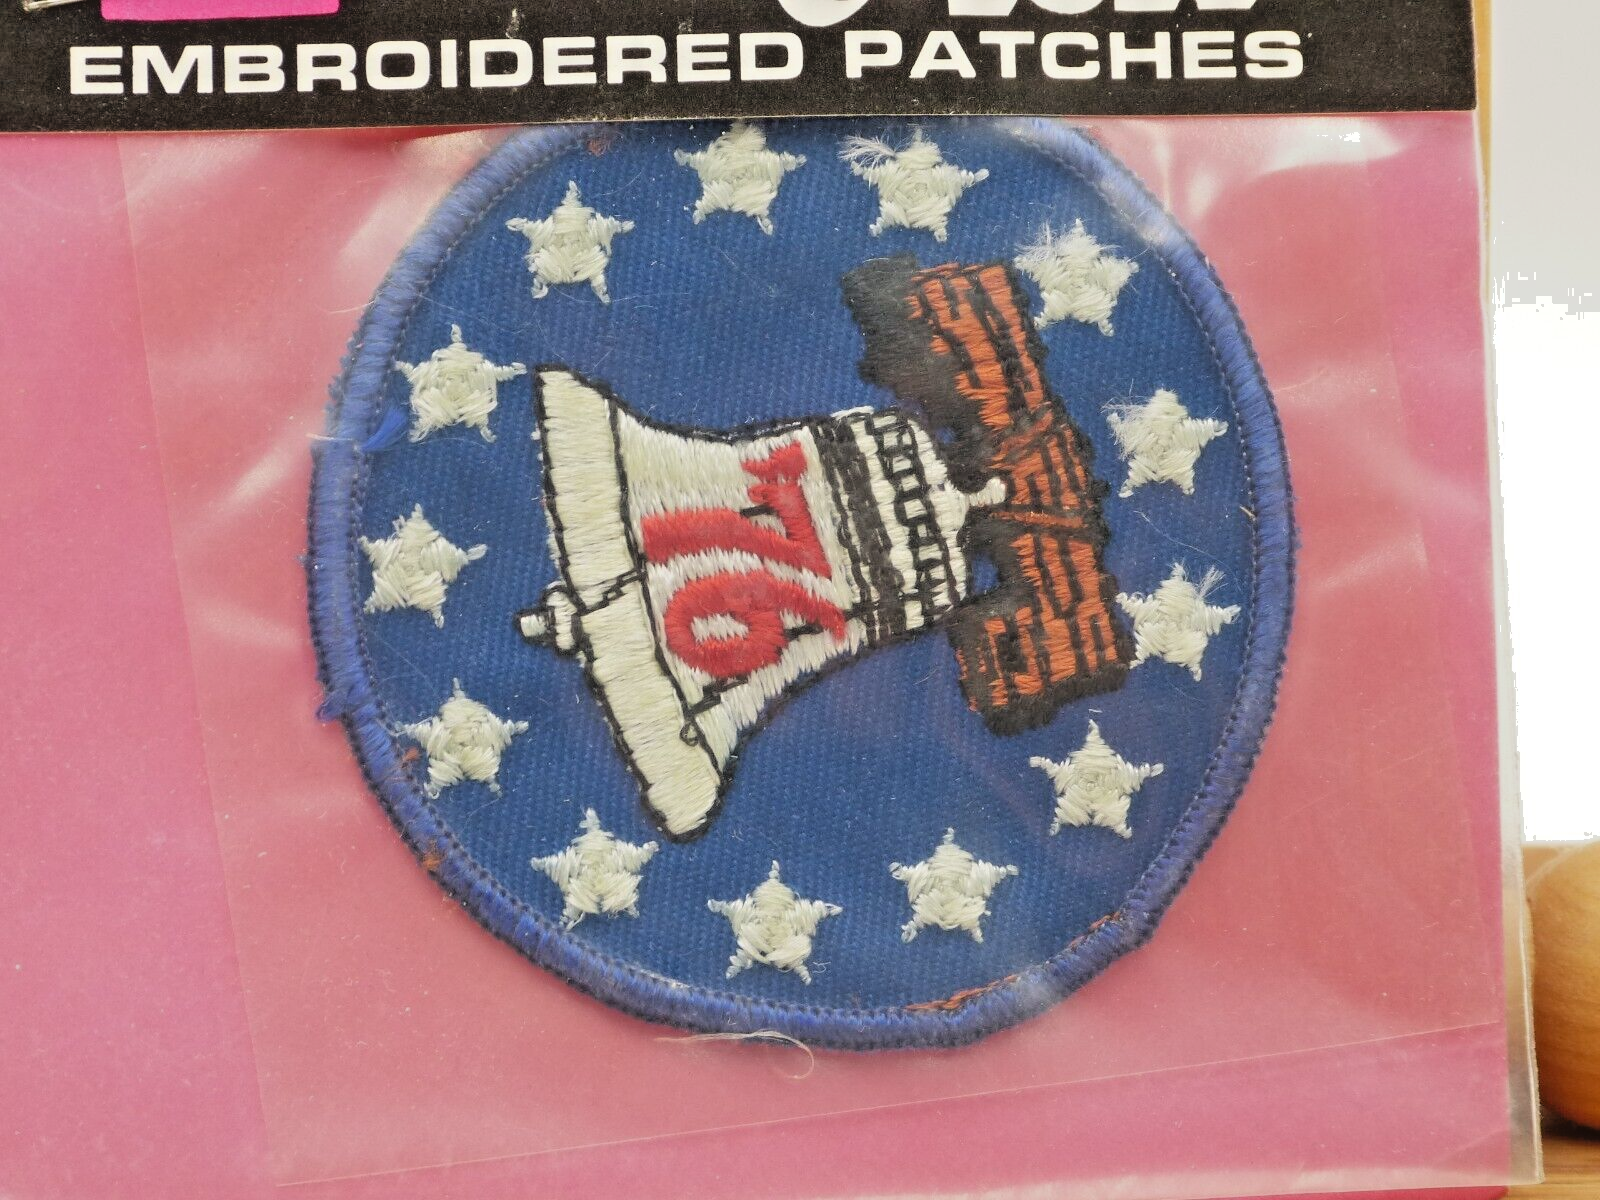 EMBROIDERED PATCHES
76